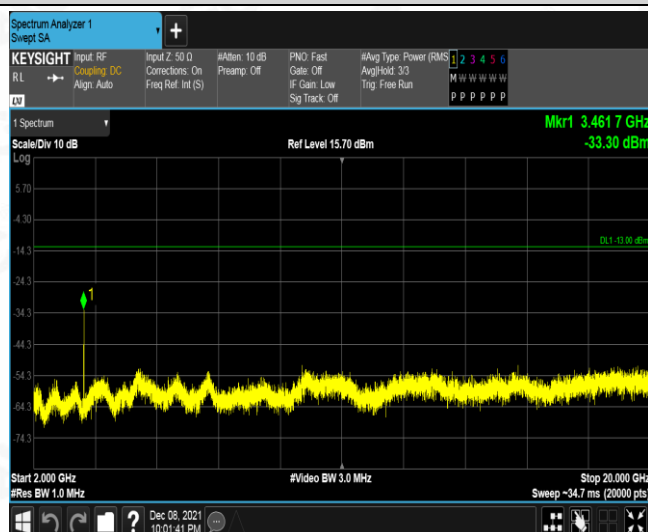 Spectrum Analyzer 1
Swept SA
+
KEYSIGHT
RL
LXI
Input: RF
Coupling: DC
Align: Auto
Input Z: 50 Ω
Corrections: On
Freq Ref: Int (S)
#Atten: 10 dB
Preamp: Off
PNO: Fast
Gate: Off
IF Gain: Low
Sig Track: Off
#Avg Type: Power (RMS
Avg|Hold: 3/3
Trig: Free Run
1 2 3 4 5 6
M W W W W W
P P P P P P
1 Spectrum
Mkr1 3.461 7 GHz
Scale/Div 10 dB
Ref Level 15.70 dBm
-33.30 dBm
Log
5.70
-4.30
DL1 -13.00 dBm
-14.3
-24.3
1
-34.3
-44.3
-54.3
-64.3
-74.3
Start 2.000 GHz
#Video BW 3.0 MHz
Stop 20.000 GHz
#Res BW 1.0 MHz
Sweep ~34.7 ms (20000 pts)
?
Dec 08, 2021
10:01:41 PM